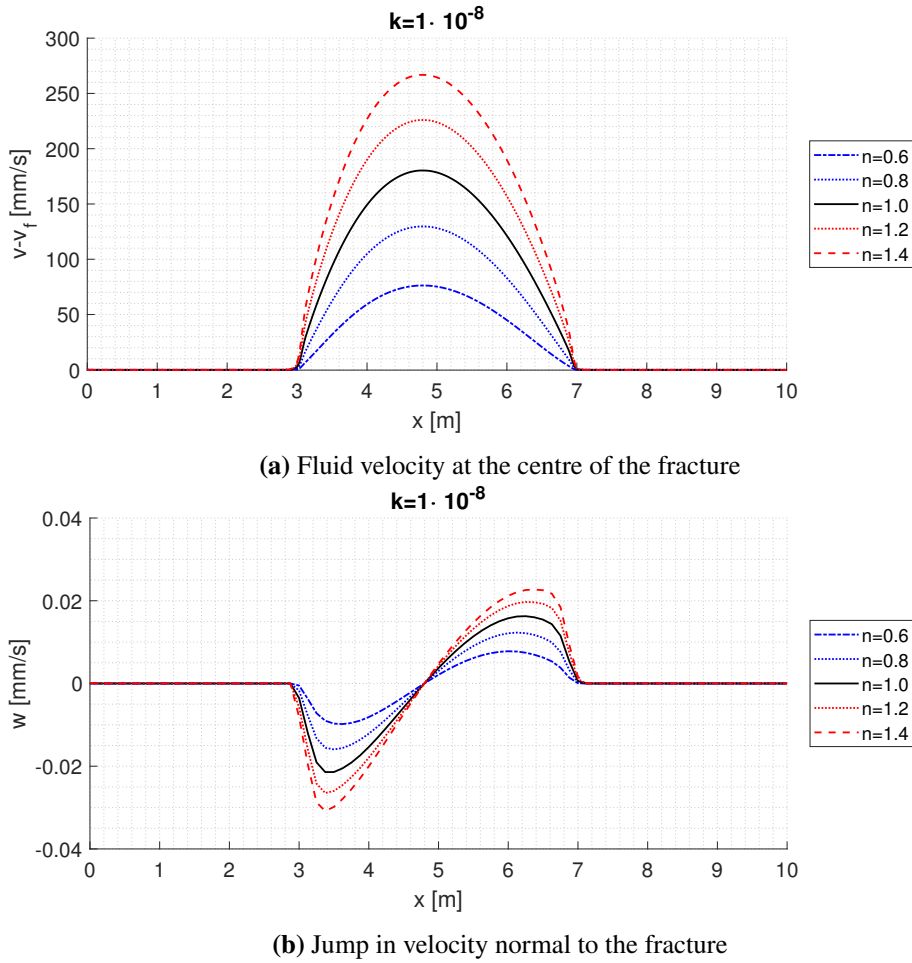 k=1· 10-8
300
250
200
150
100
50
0
v-vf [mm/s]
0 1 2 3 4 5 6 7 8 9 10
x [m]
n=0.6
n=0.8
n=1.0
n=1.2
n=1.4
(a) Fluid velocity at the centre of the fracture
k=1· 10-8
0.04
0.02
0
-0.02
-0.04
w [mm/s]
0 1 2 3 4 5 6 7 8 9 10
x [m]
n=0.6
n=0.8
n=1.0
n=1.2
n=1.4
(b) Jump in velocity normal to the fracture